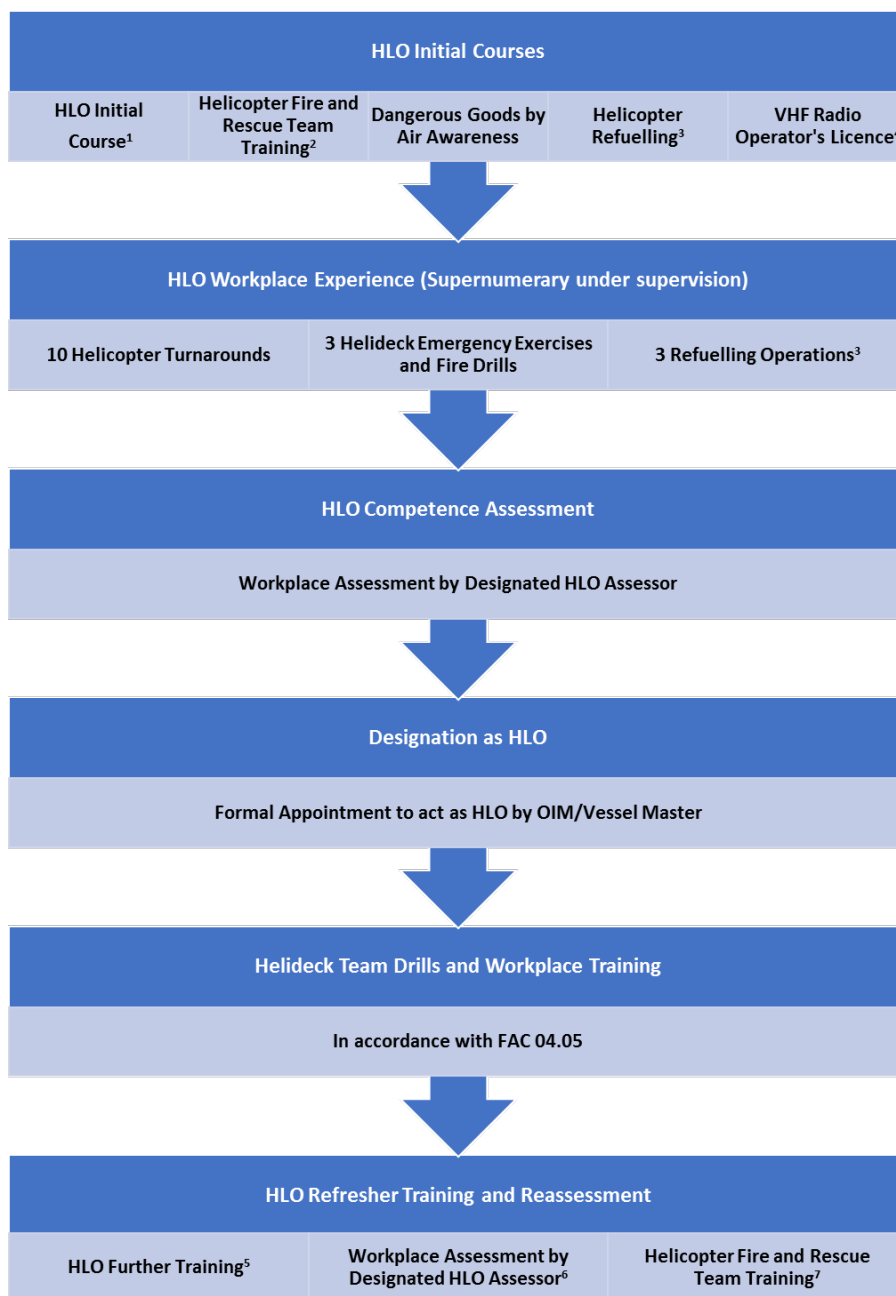 HLO Initial Courses
HLO Initial
Course¹
Helicopter Fire and
Rescue Team
Training²
Dangerous Goods by
Air Awareness
Helicopter
Refuelling³
VHF Radio
Operator's Licence
HLO Workplace Experience (Supernumerary under supervision)
10 Helicopter Turnarounds
3 Helideck Emergency Exercises
and Fire Drills
3 Refuelling Operations³
HLO Competence Assessment
Workplace Assessment by Designated HLO Assessor
Designation as HLO
Formal Appointment to act as HLO by OIM/Vessel Master
Helideck Team Drills and Workplace Training
In accordance with FAC 04.05
HLO Refresher Training and Reassessment
HLO Further Training⁵
Workplace Assessment by
Designated HLO Assessor⁶
Helicopter Fire and Rescue
Team Training⁷